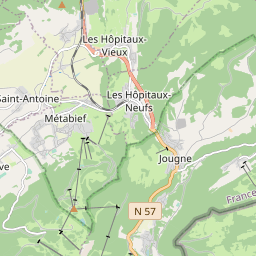 Les Hôpitaux-
Vieux
Saint-Antoine
Les Hôpitaux-
Neufs
Métabief
Jougne
France
N 57